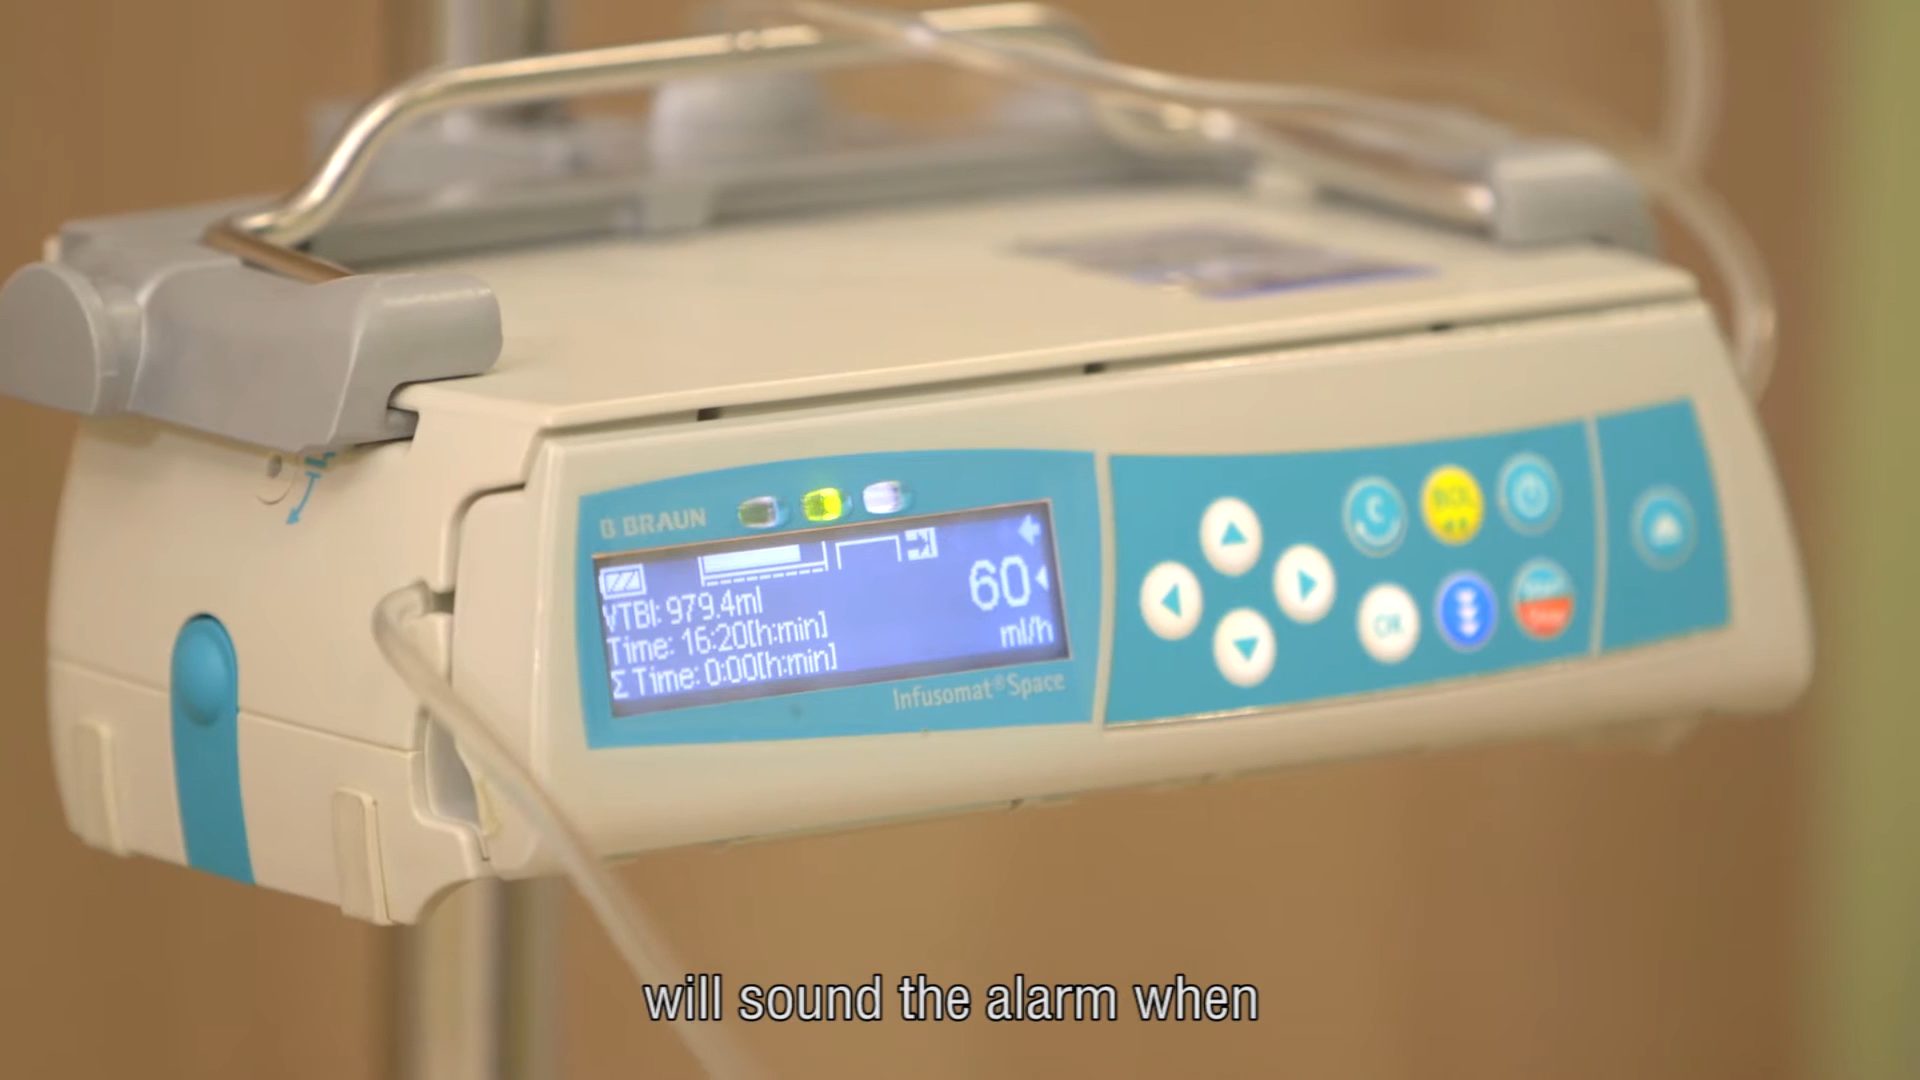 B BRAUN
60
VTBI: 979.4ml
Time: 16:20[h:min]
ml/h
Σ Time: 0:00[h:min]
Infusomat® Space
C
BOL
OK
will sound the alarm when